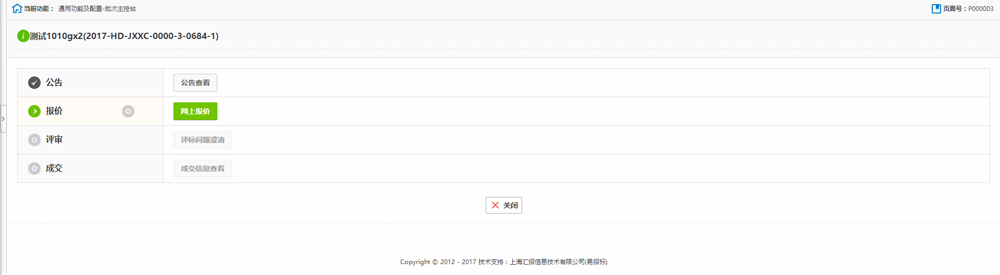 当前功能： 通用功能及配置-批次主控台 页面号：P000003
测试1010gx2(2017-HD-JXXC-0000-3-0684-1)
公告 公告查看
报价 网上报价
评审 评标问题澄清
成交 成交信息查看
关闭
Copyright © 2012 - 2017 技术支持：上海汇招信息技术有限公司(易招标)